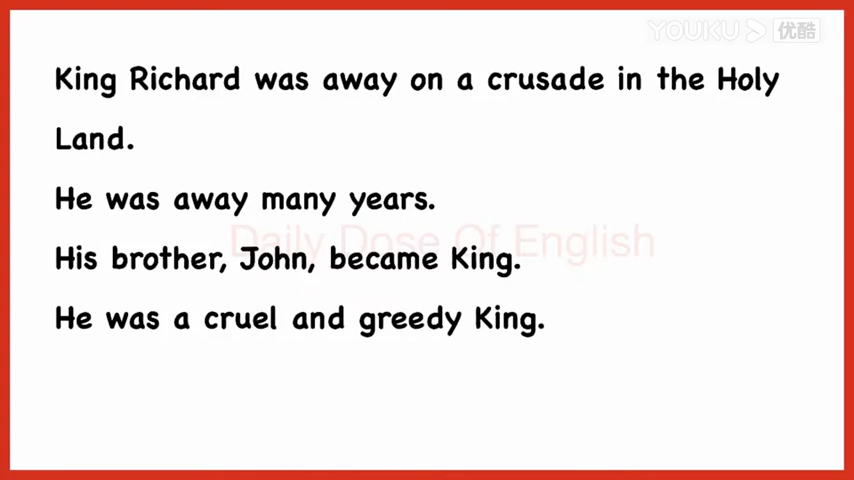 YOUKU 优酷
King Richard was away on a crusade in the Holy
Land.
He was away many years.
Daily Dose Of English
His brother, John, became King.
He was a cruel and greedy King.